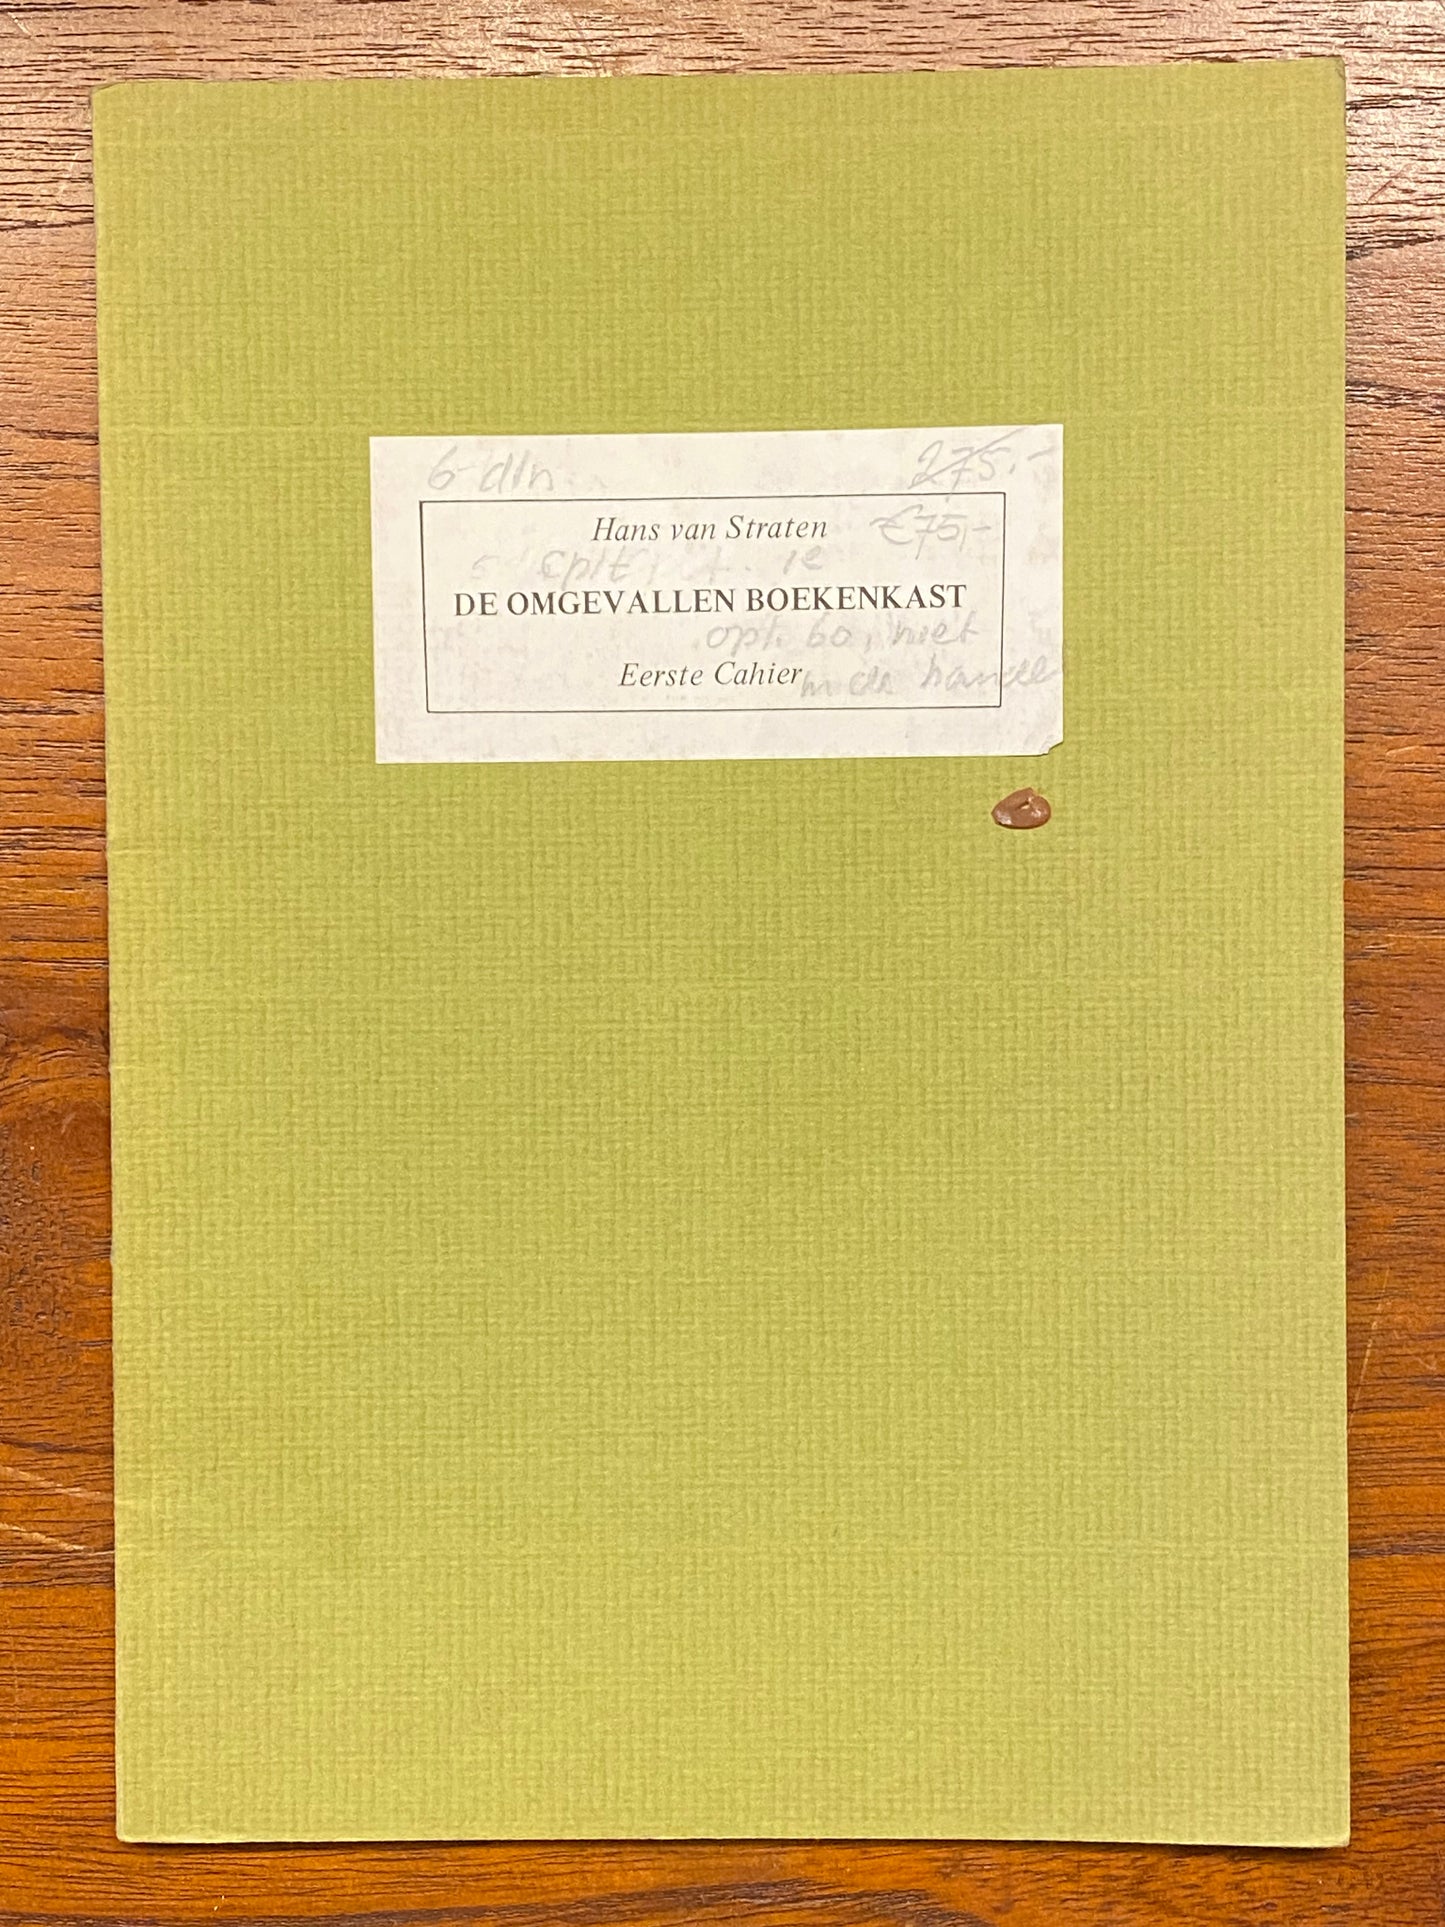 6 dln 275.-
Hans van Straten €75,-
cplt 1e
DE OMGEVALLEN BOEKENKAST
opl. 60, niet
Eerste Cahier in de handel